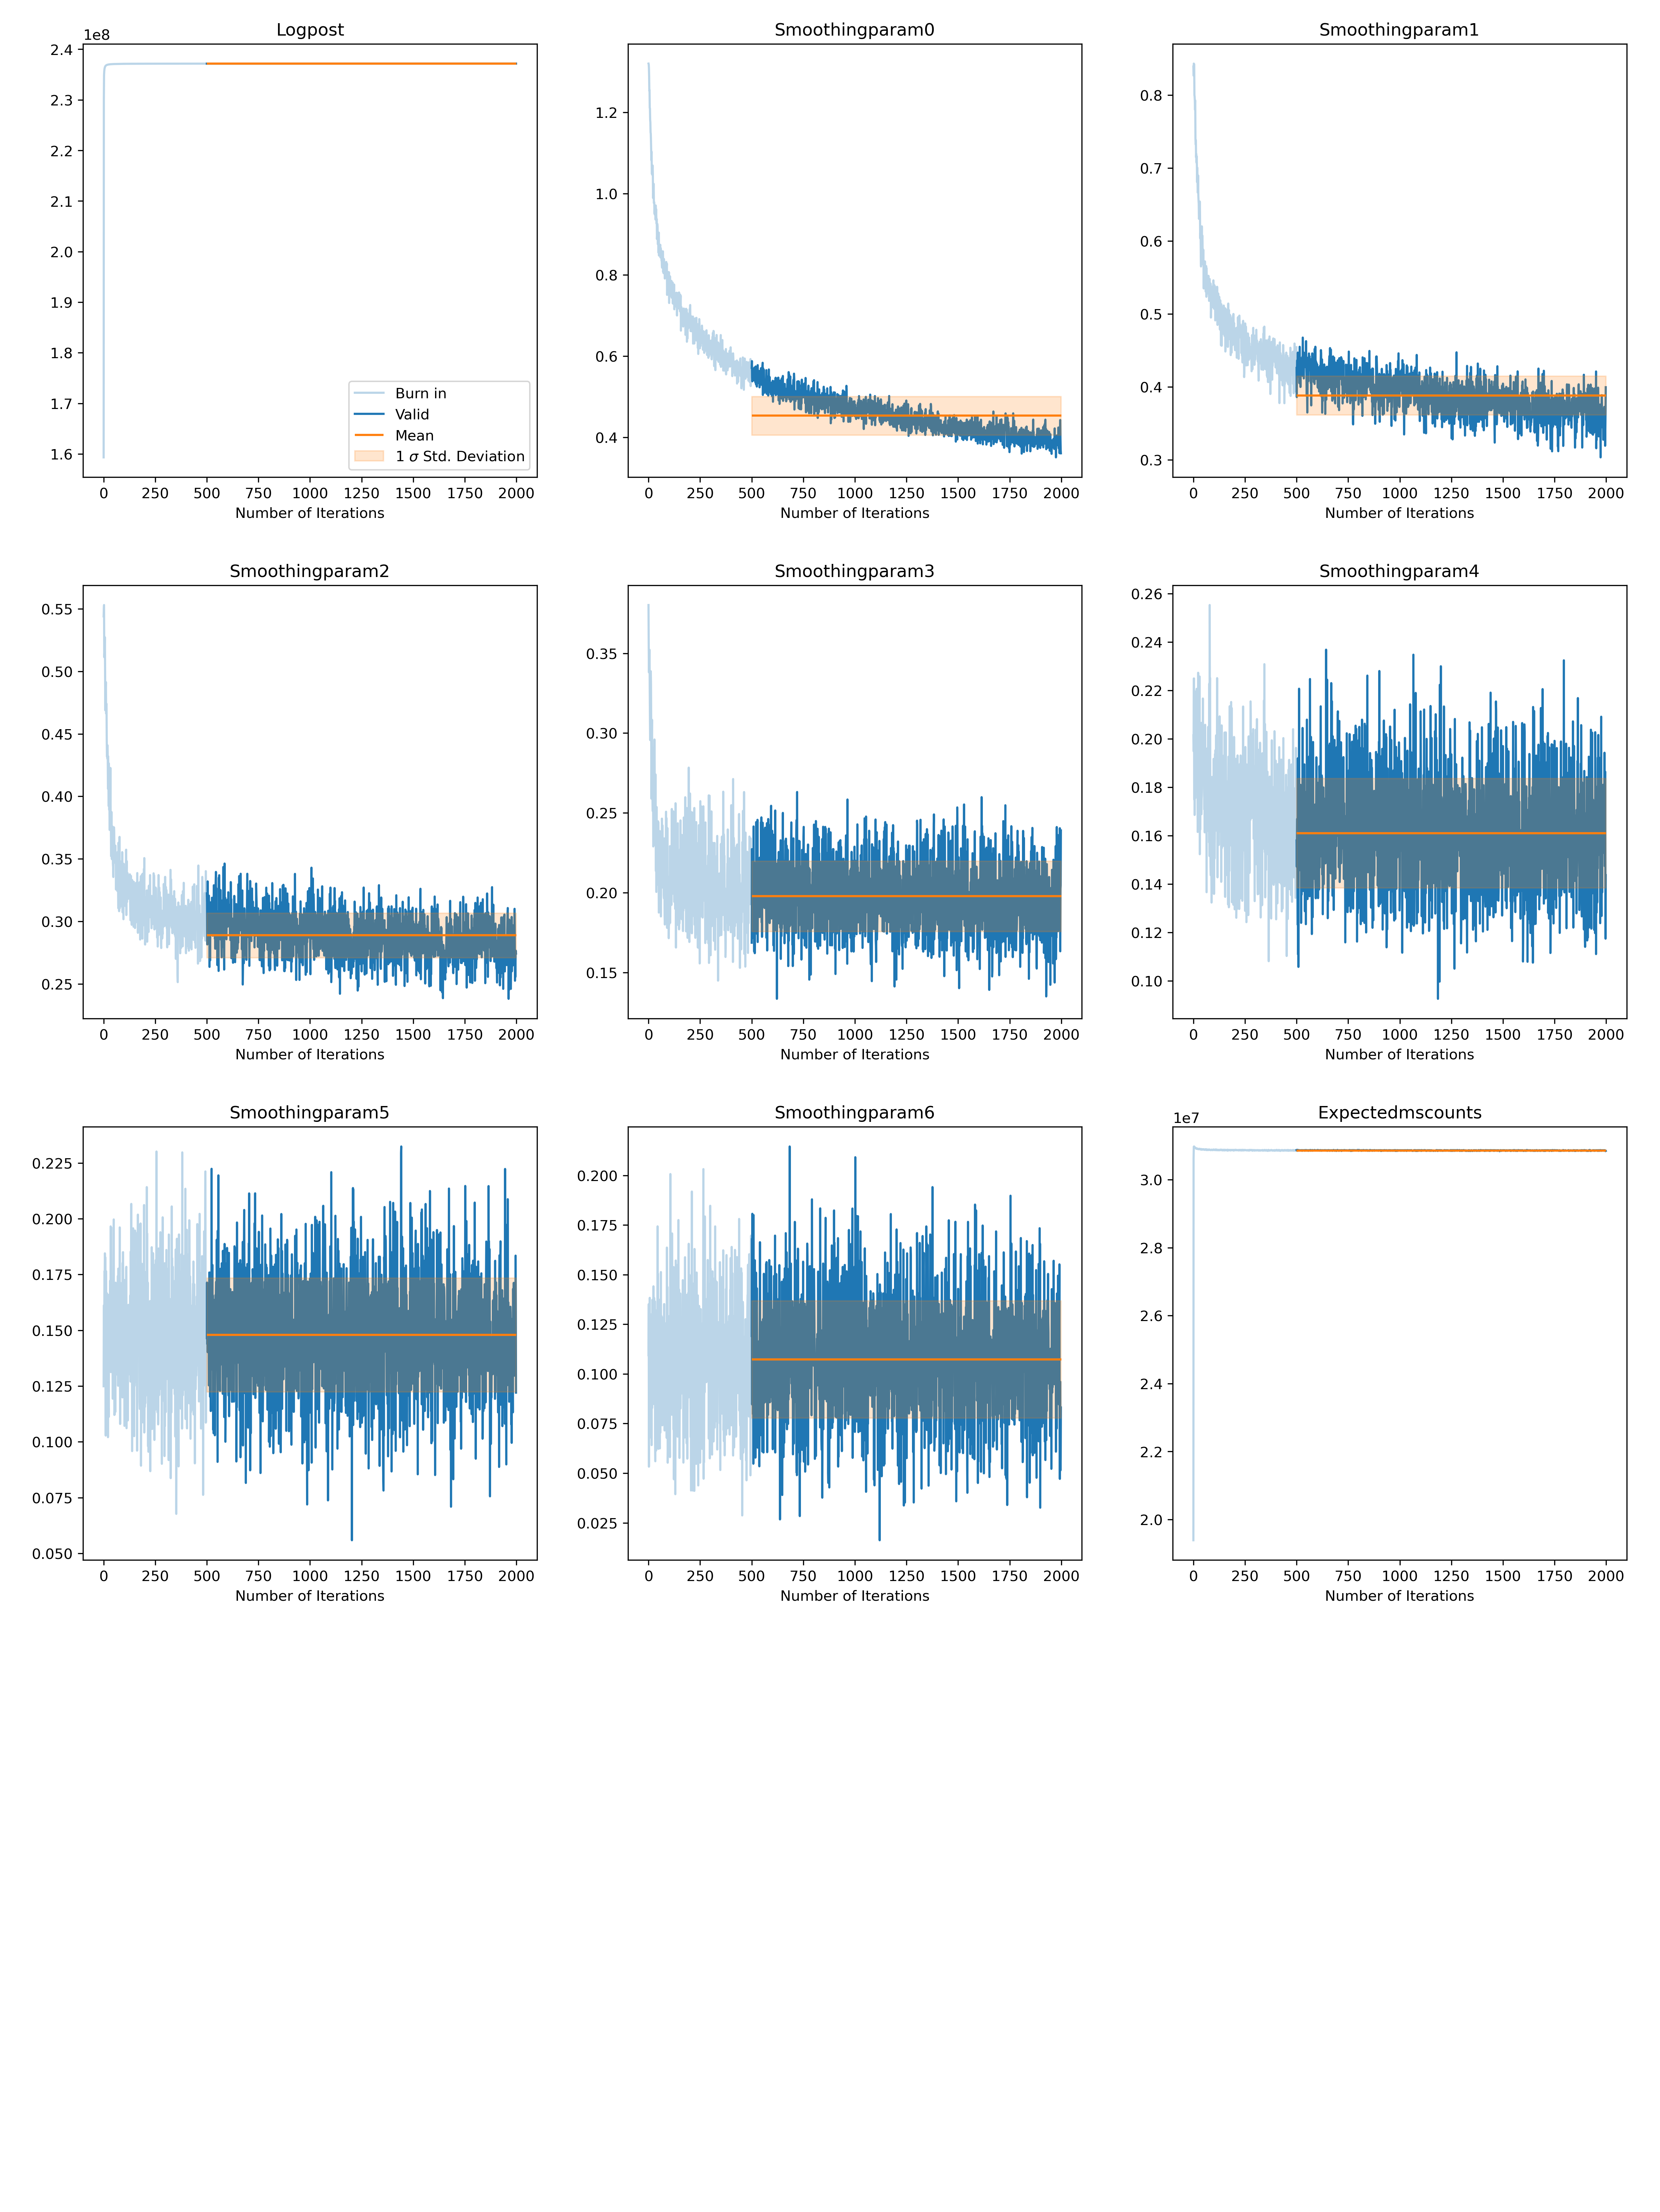 Logpost
1e8
2.4
2.3
2.2
2.1
2.0
1.9
1.8
1.7
1.6
Burn in
Valid
Mean
1 σ Std. Deviation
0 250 500 750 1000 1250 1500 1750 2000
Number of Iterations
Smoothingparam0
1.2
1.0
0.8
0.6
0.4
0 250 500 750 1000 1250 1500 1750 2000
Number of Iterations
Smoothingparam1
0.8
0.7
0.6
0.5
0.4
0.3
0 250 500 750 1000 1250 1500 1750 2000
Number of Iterations
Smoothingparam2
0.55
0.50
0.45
0.40
0.35
0.30
0.25
0 250 500 750 1000 1250 1500 1750 2000
Number of Iterations
Smoothingparam3
0.35
0.30
0.25
0.20
0.15
0 250 500 750 1000 1250 1500 1750 2000
Number of Iterations
Smoothingparam4
0.26
0.24
0.22
0.20
0.18
0.16
0.14
0.12
0.10
0 250 500 750 1000 1250 1500 1750 2000
Number of Iterations
Smoothingparam5
0.225
0.200
0.175
0.150
0.125
0.100
0.075
0.050
0 250 500 750 1000 1250 1500 1750 2000
Number of Iterations
Smoothingparam6
0.200
0.175
0.150
0.125
0.100
0.075
0.050
0.025
0 250 500 750 1000 1250 1500 1750 2000
Number of Iterations
Expectedmscounts
1e7
3.0
2.8
2.6
2.4
2.2
2.0
0 250 500 750 1000 1250 1500 1750 2000
Number of Iterations